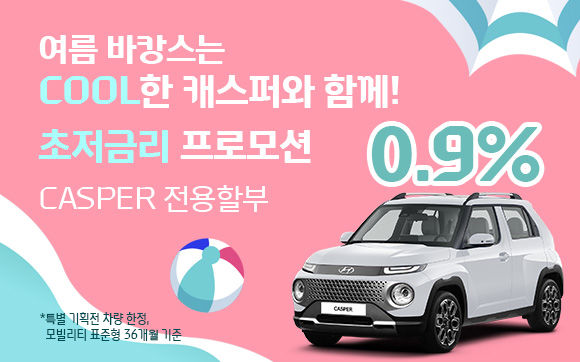 여름 바캉스는
COOL한 캐스퍼와 함께!
초저금리 프로모션
0.9%
CASPER 전용할부
CASPER
*특별 기획전 차량 한정,
모빌리티 표준형 36개월 기준